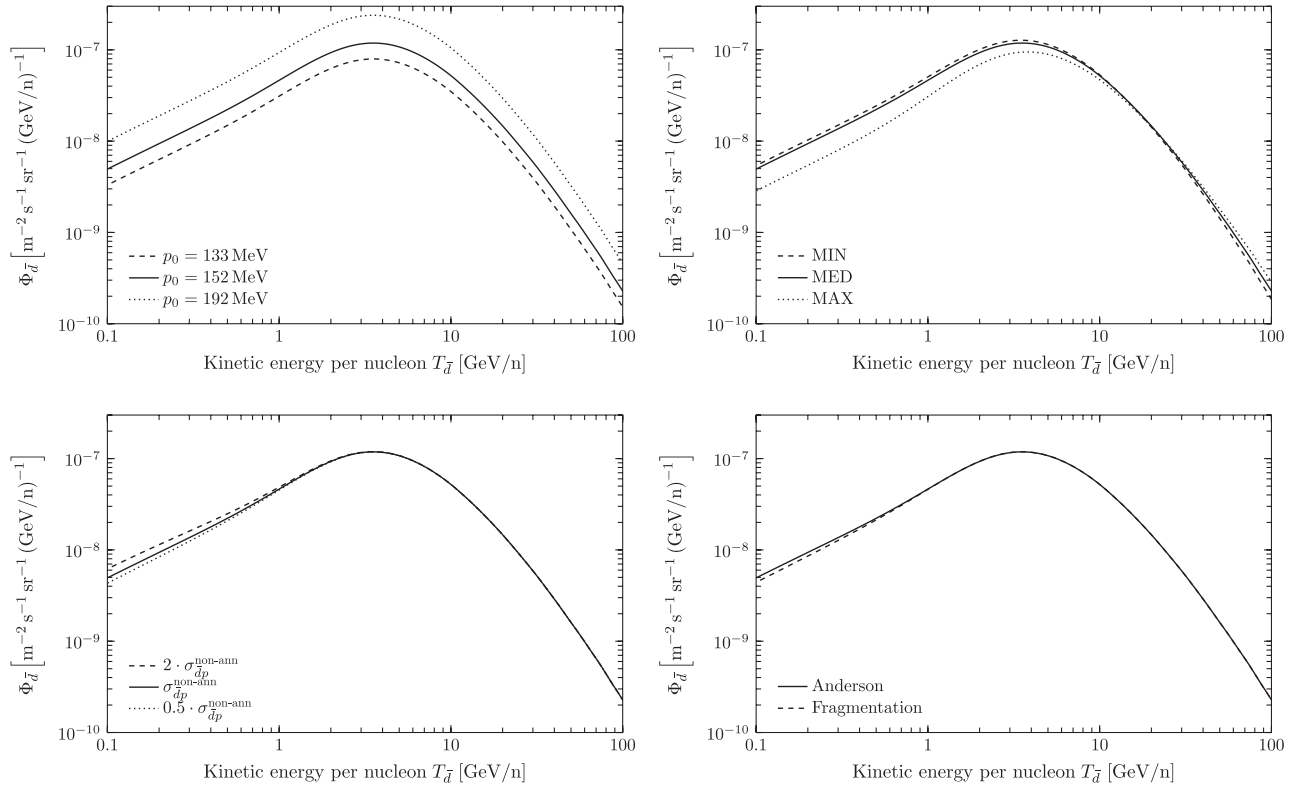 10⁻⁷
10⁻⁸
10⁻⁹
10⁻¹⁰
Φ_d̄ [m⁻² s⁻¹ sr⁻¹ (GeV/n)⁻¹]
p₀ = 133 MeV
p₀ = 152 MeV
p₀ = 192 MeV
0.1 1 10 100
Kinetic energy per nucleon T_d̄ [GeV/n]
10⁻⁷
10⁻⁸
10⁻⁹
10⁻¹⁰
Φ_d̄ [m⁻² s⁻¹ sr⁻¹ (GeV/n)⁻¹]
MIN
MED
MAX
0.1 1 10 100
Kinetic energy per nucleon T_d̄ [GeV/n]
10⁻⁷
10⁻⁸
10⁻⁹
10⁻¹⁰
Φ_d̄ [m⁻² s⁻¹ sr⁻¹ (GeV/n)⁻¹]
2 · σ_d̄p^non-ann
σ_d̄p^non-ann
0.5 · σ_d̄p^non-ann
0.1 1 10 100
Kinetic energy per nucleon T_d̄ [GeV/n]
10⁻⁷
10⁻⁸
10⁻⁹
10⁻¹⁰
Φ_d̄ [m⁻² s⁻¹ sr⁻¹ (GeV/n)⁻¹]
Anderson
Fragmentation
0.1 1 10 100
Kinetic energy per nucleon T_d̄ [GeV/n]